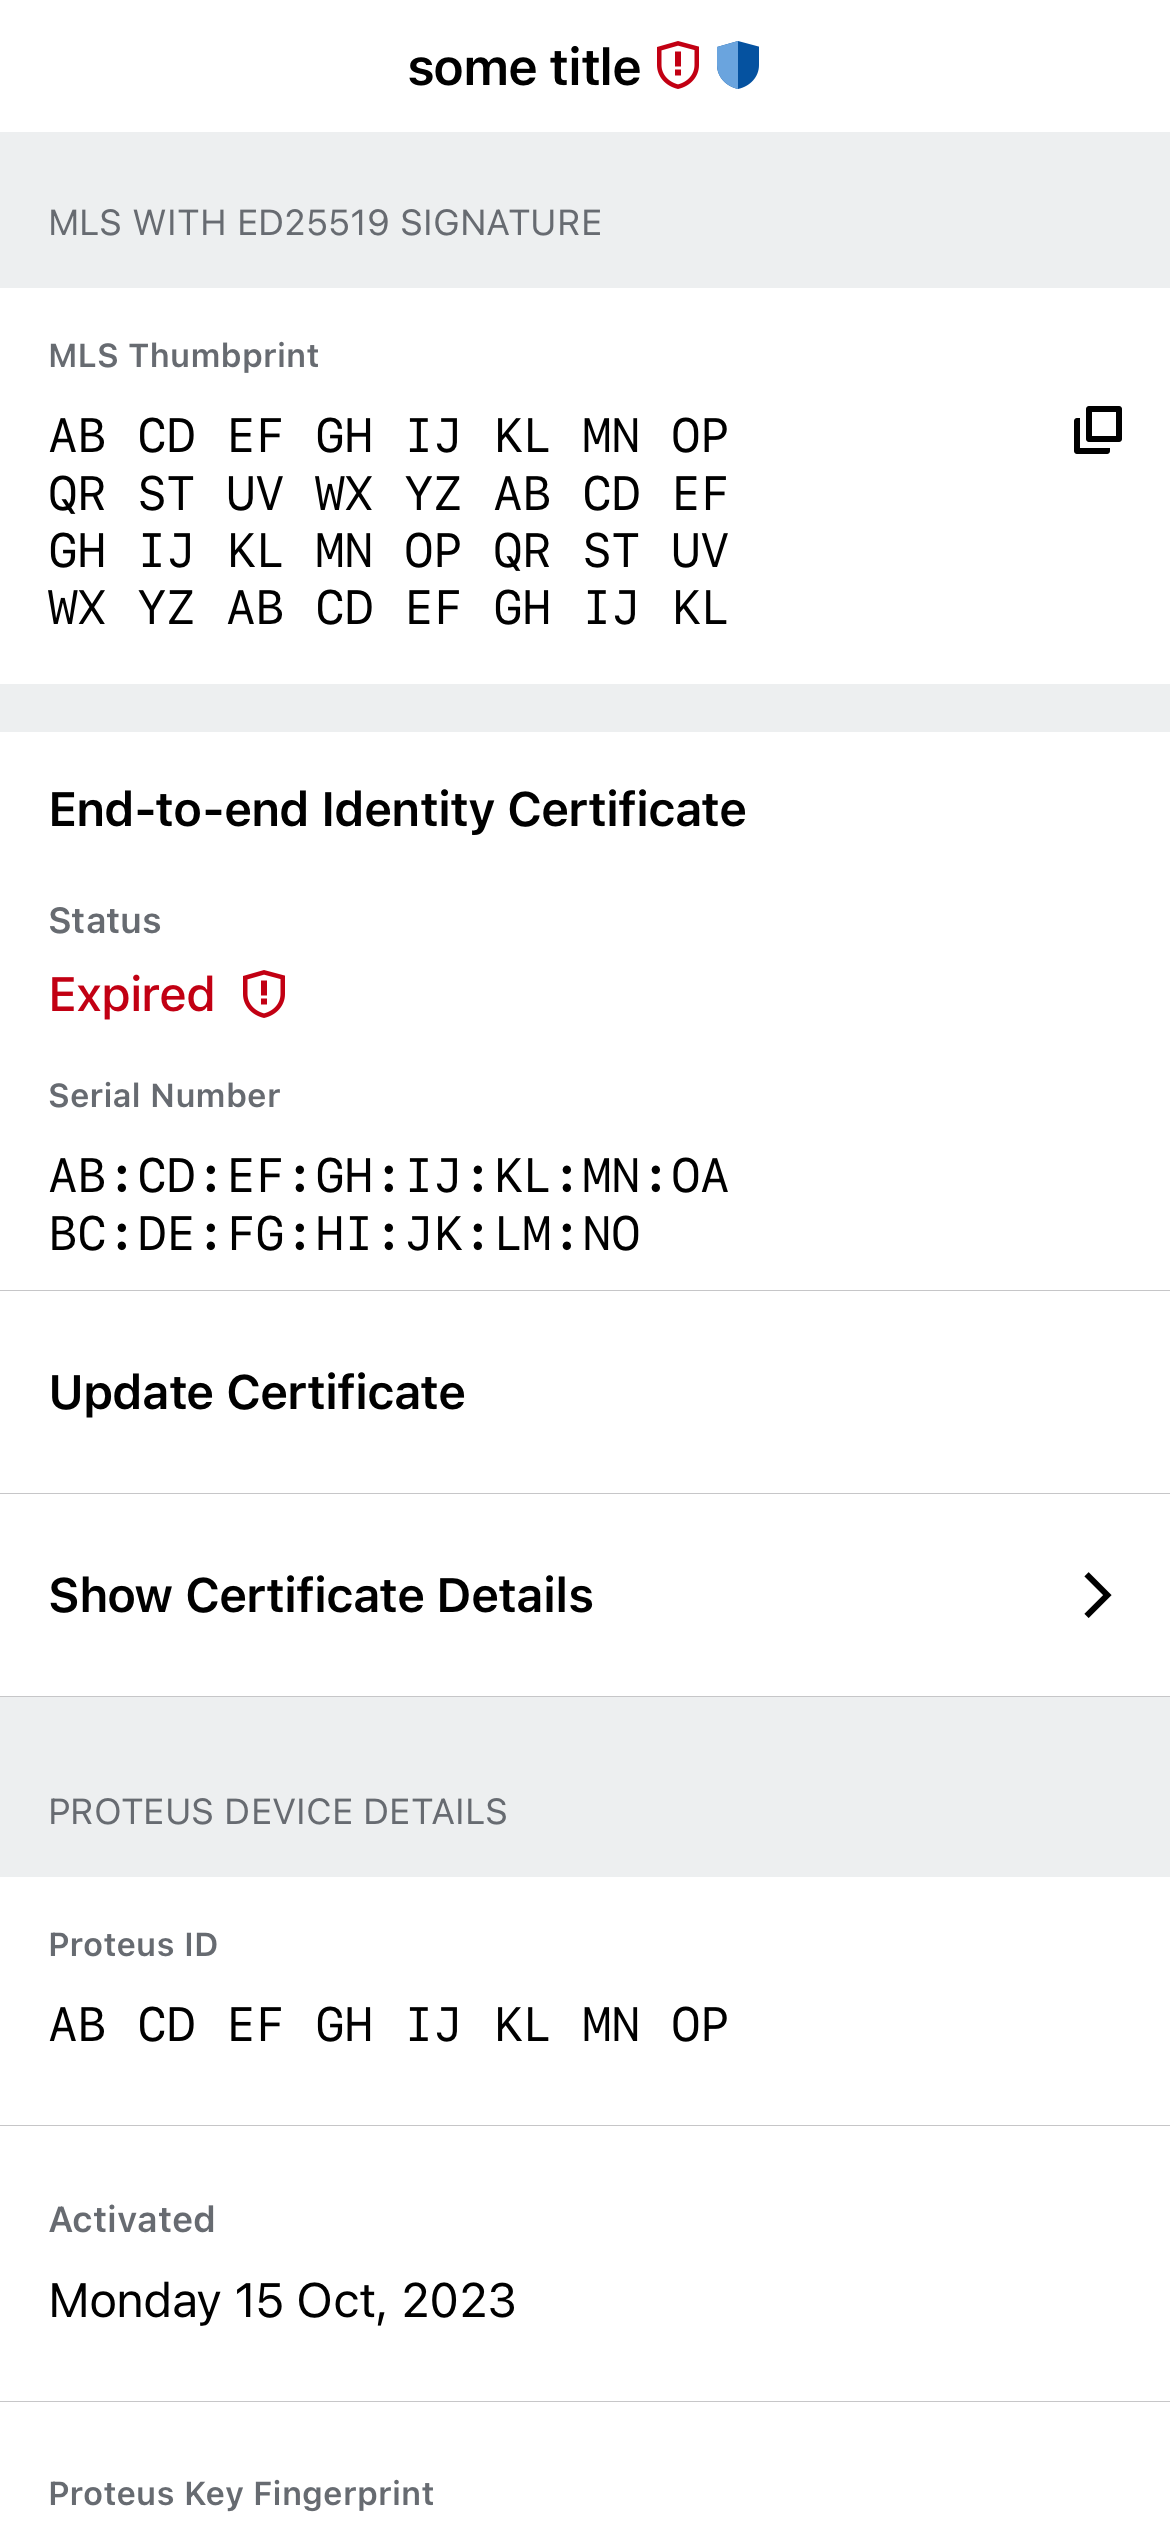 some title
MLS WITH ED25519 SIGNATURE
MLS Thumbprint
AB CD EF GH IJ KL MN OP
QR ST UV WX YZ AB CD EF
GH IJ KL MN OP QR ST UV
WX YZ AB CD EF GH IJ KL
End-to-end Identity Certificate
Status
Expired
Serial Number
AB:CD:EF:GH:IJ:KL:MN:OA
BC:DE:FG:HI:JK:LM:NO
Update Certificate
Show Certificate Details
PROTEUS DEVICE DETAILS
Proteus ID
AB CD EF GH IJ KL MN OP
Activated
Monday 15 Oct, 2023
Proteus Key Fingerprint